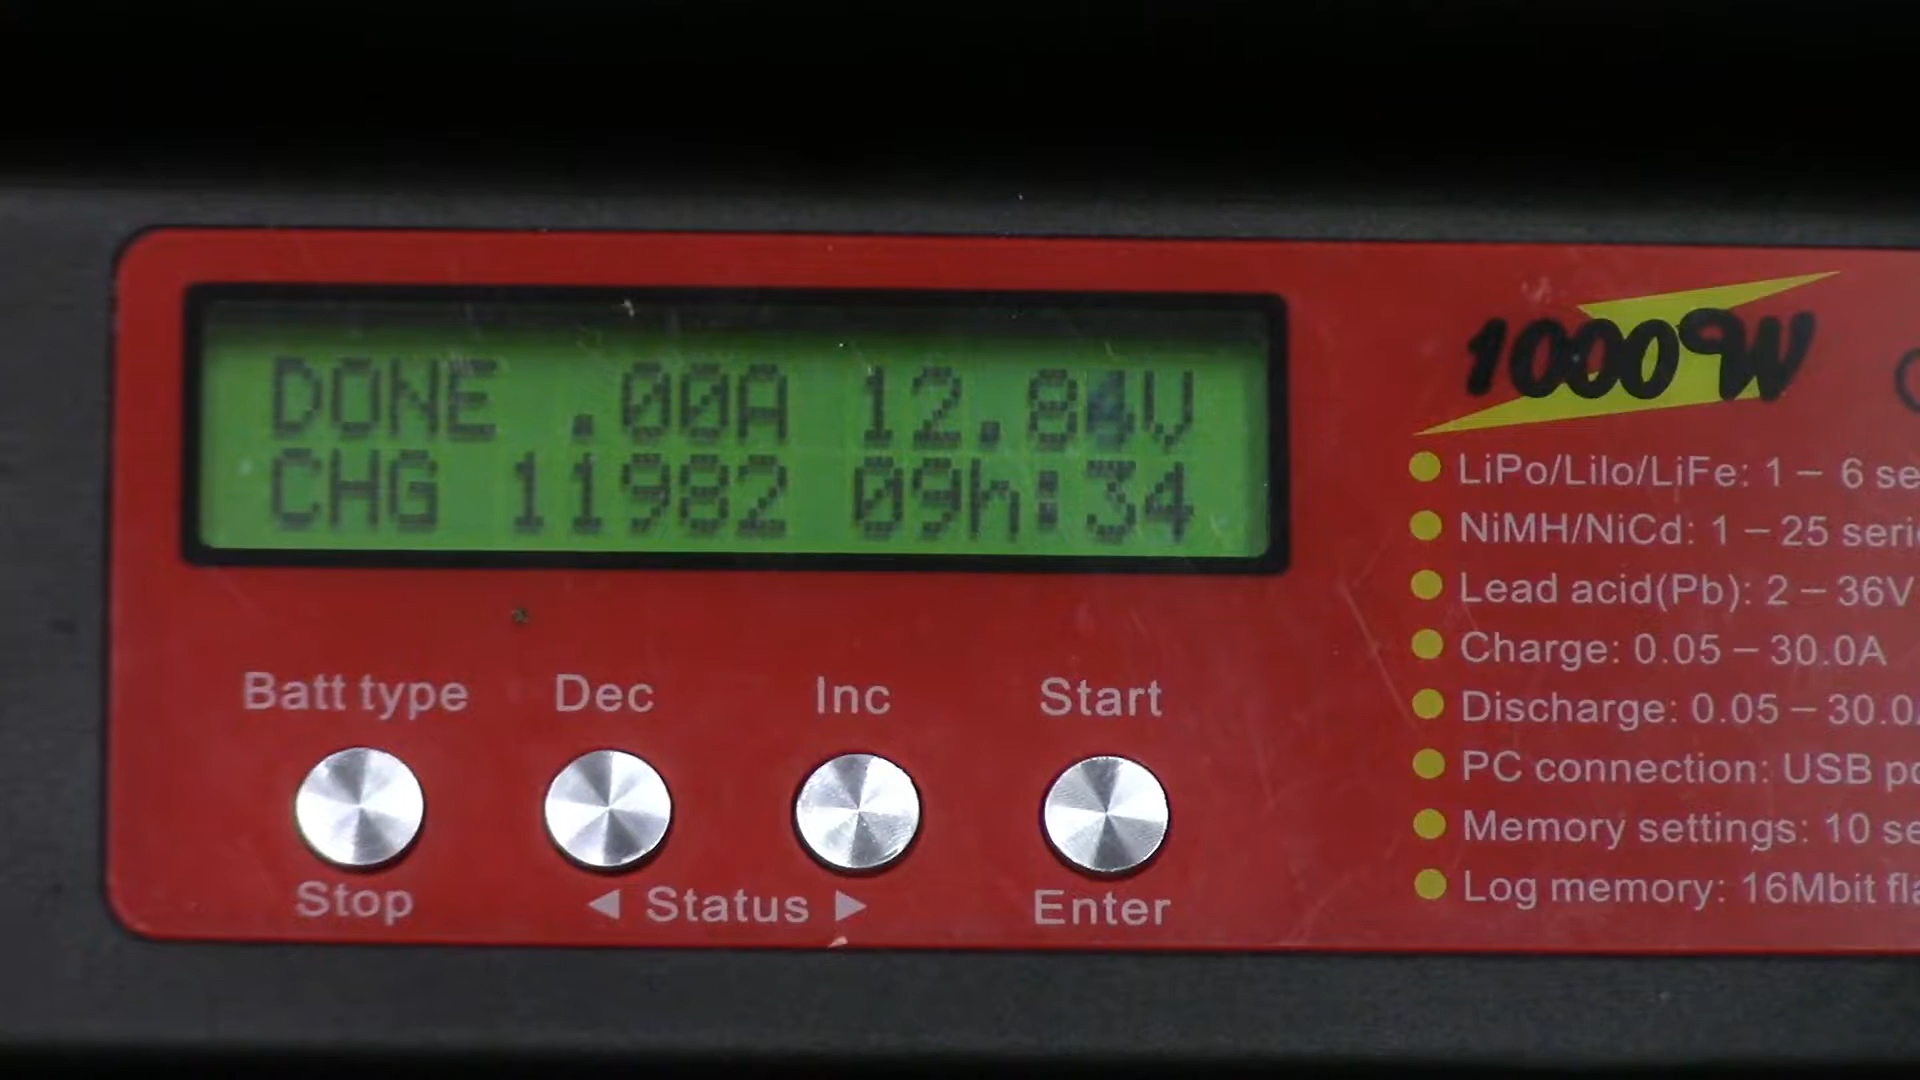 DONE .00A 12.84V
CHG 11982 09h:34
Batt type
Dec
Inc
Start
Stop
◀ Status ▶
Enter
1000W
LiPo/LiIo/LiFe: 1 – 6 se
NiMH/NiCd: 1 – 25 seri
Lead acid(Pb): 2 – 36V
Charge: 0.05 – 30.0A
Discharge: 0.05 – 30.0
PC connection: USB po
Memory settings: 10 se
Log memory: 16Mbit fla